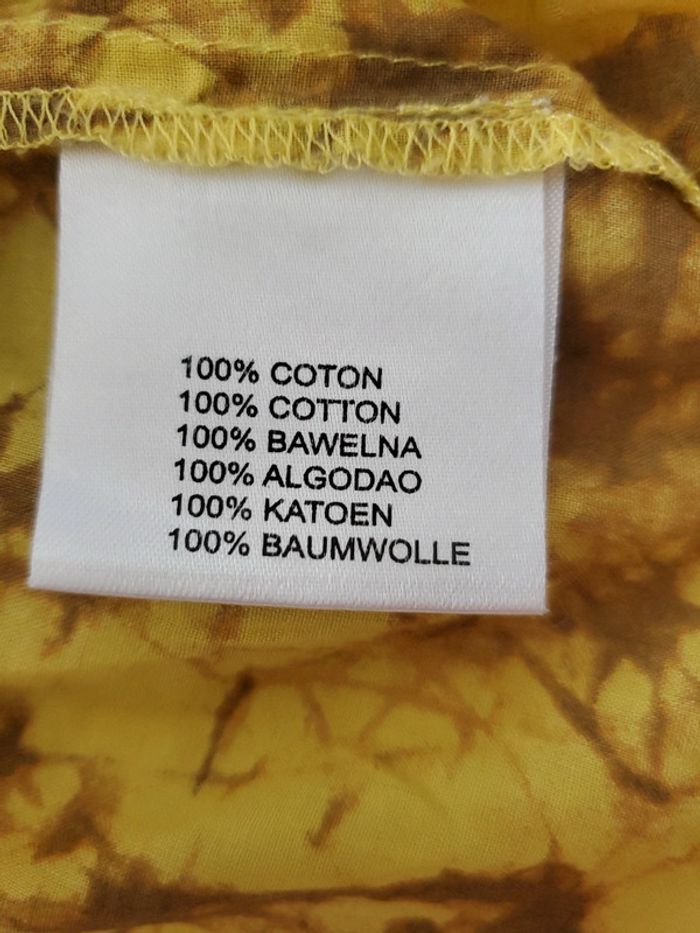 100% COTON
100% COTTON
100% BAWELNA
100% ALGODAO
100% KATOEN
100% BAUMWOLLE